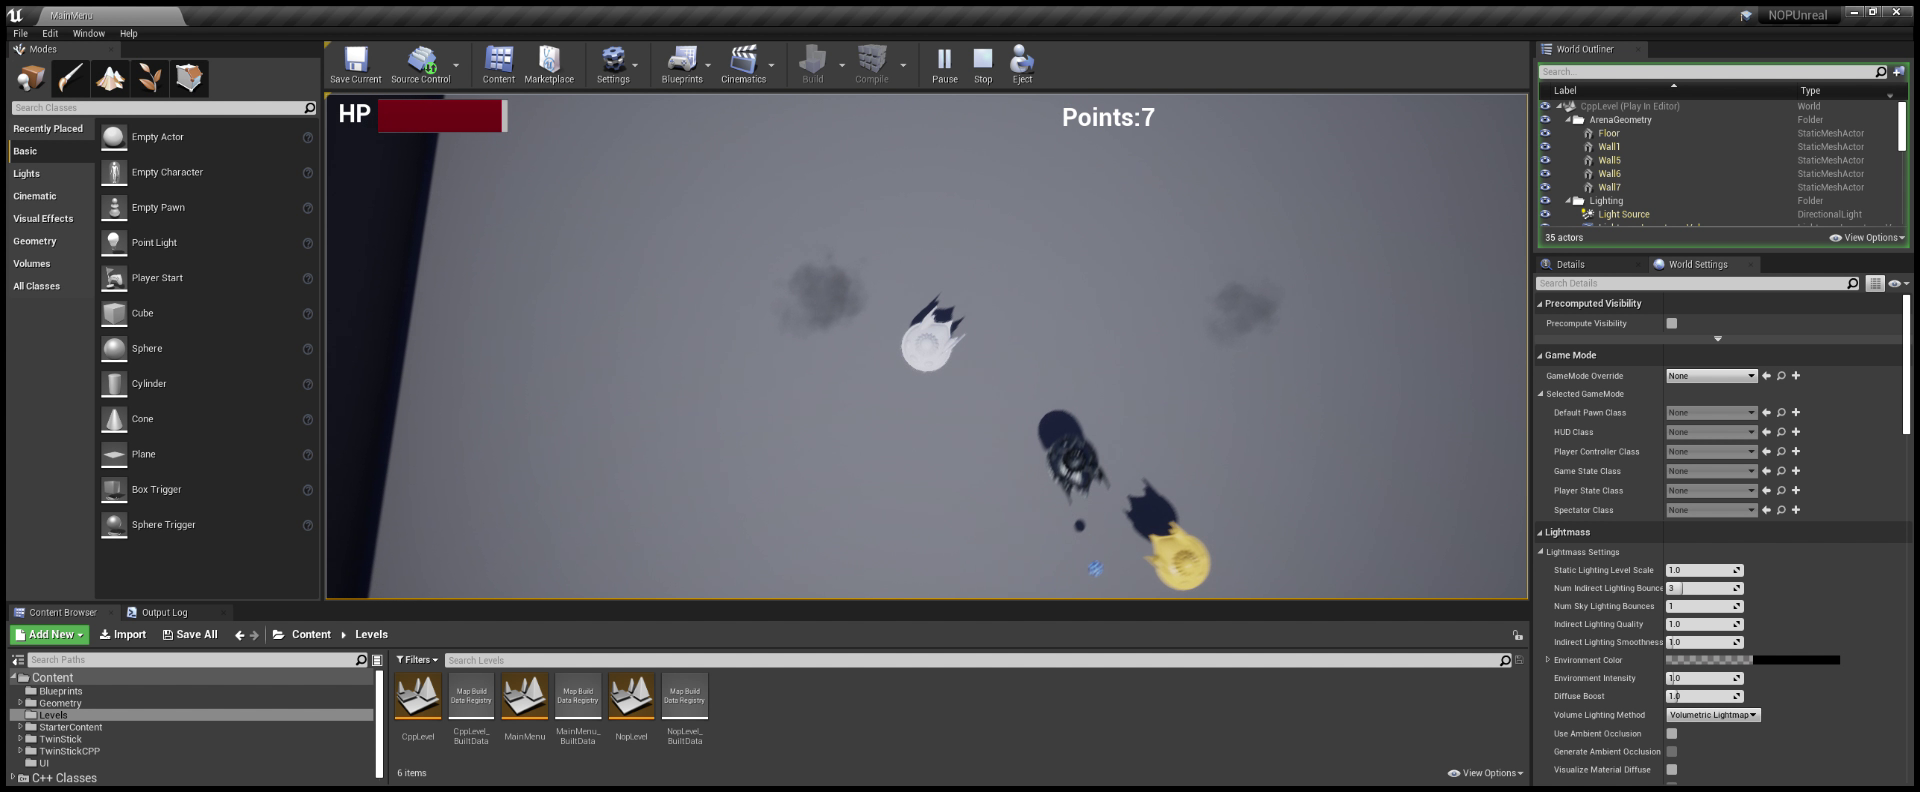 MainMenu
NOPUnreal
File Edit Window Help
Modes
Search Classes
Recently Placed
Basic
Lights
Cinematic
Visual Effects
Geometry
Volumes
All Classes
Empty Actor
Empty Character
Empty Pawn
Point Light
Player Start
Cube
Sphere
Cylinder
Cone
Plane
Box Trigger
Sphere Trigger
Save Current Source Control Content Marketplace Settings Blueprints Cinematics Build Compile Pause Stop Eject
HP
Points:7
World Outliner
Search...
Label Type
CppLevel (Play In Editor) World
ArenaGeometry Folder
Floor StaticMeshActor
Wall1 StaticMeshActor
Wall5 StaticMeshActor
Wall6 StaticMeshActor
Wall7 StaticMeshActor
Lighting Folder
Light Source DirectionalLight
35 actors View Options
Details World Settings
Search Details
Precomputed Visibility
Precompute Visibility
Game Mode
GameMode Override None
Selected GameMode
Default Pawn Class None
HUD Class None
Player Controller Class None
Game State Class None
Player State Class None
Spectator Class None
Lightmass
Lightmass Settings
Static Lighting Level Scale 1.0
Num Indirect Lighting Bounce 3
Num Sky Lighting Bounces 1
Indirect Lighting Quality 1.0
Indirect Lighting Smoothness 1.0
Environment Color
Environment Intensity 1.0
Diffuse Boost 1.0
Volume Lighting Method Volumetric Lightmap
Use Ambient Occlusion
Generate Ambient Occlusion
Visualize Material Diffuse
Content Browser Output Log
Add New Import Save All Content Levels
Search Paths
Content
Blueprints
Geometry
Levels
StarterContent
TwinStick
TwinStickCPP
UI
C++ Classes
Filters Search Levels
Map Build Data Registry
Map Build Data Registry
Map Build Data Registry
CppLevel
CppLevel_BuiltData
MainMenu
MainMenu_BuiltData
NopLevel
NopLevel_BuiltData
6 items View Options